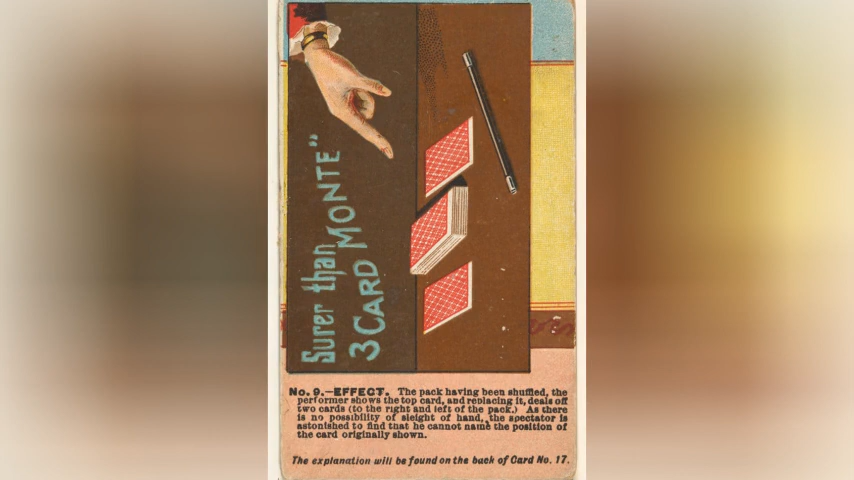 Surer than
3 CARD MONTE"
No. 9.—EFFECT. The pack having been shuffled, the
performer shows the top card, and replacing it, deals off
two cards (to the right and left of the pack.) As there
is no possibility of sleight of hand, the spectator is
astonished to find that he cannot name the position of
the card originally shown.
The explanation will be found on the back of Card No. 17.